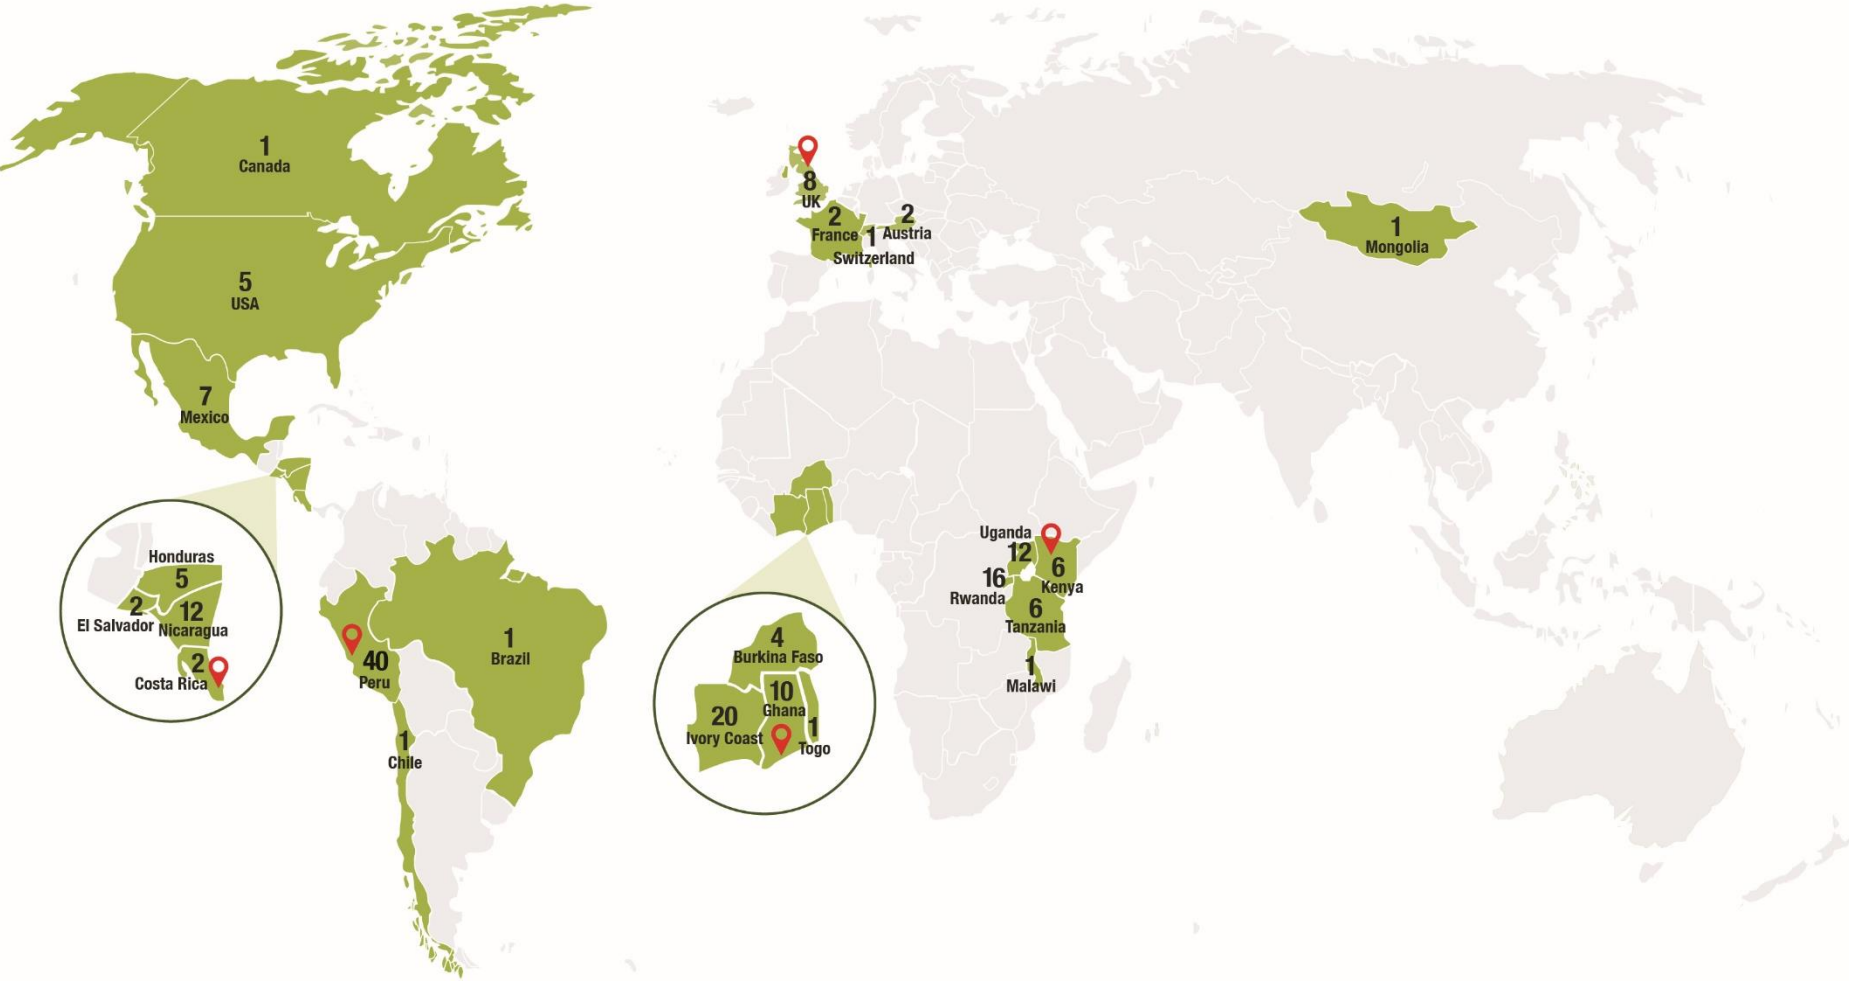 1
Canada
5
USA
7
Mexico
Honduras
5
2
El Salvador
12
Nicaragua
2
Costa Rica
40
Peru
1
Brazil
1
Chile
8
UK
2
France
1
Switzerland
2
Austria
1
Mongolia
4
Burkina Faso
20
Ivory Coast
10
Ghana
1
Togo
Uganda
12
16
Rwanda
6
Kenya
6
Tanzania
1
Malawi